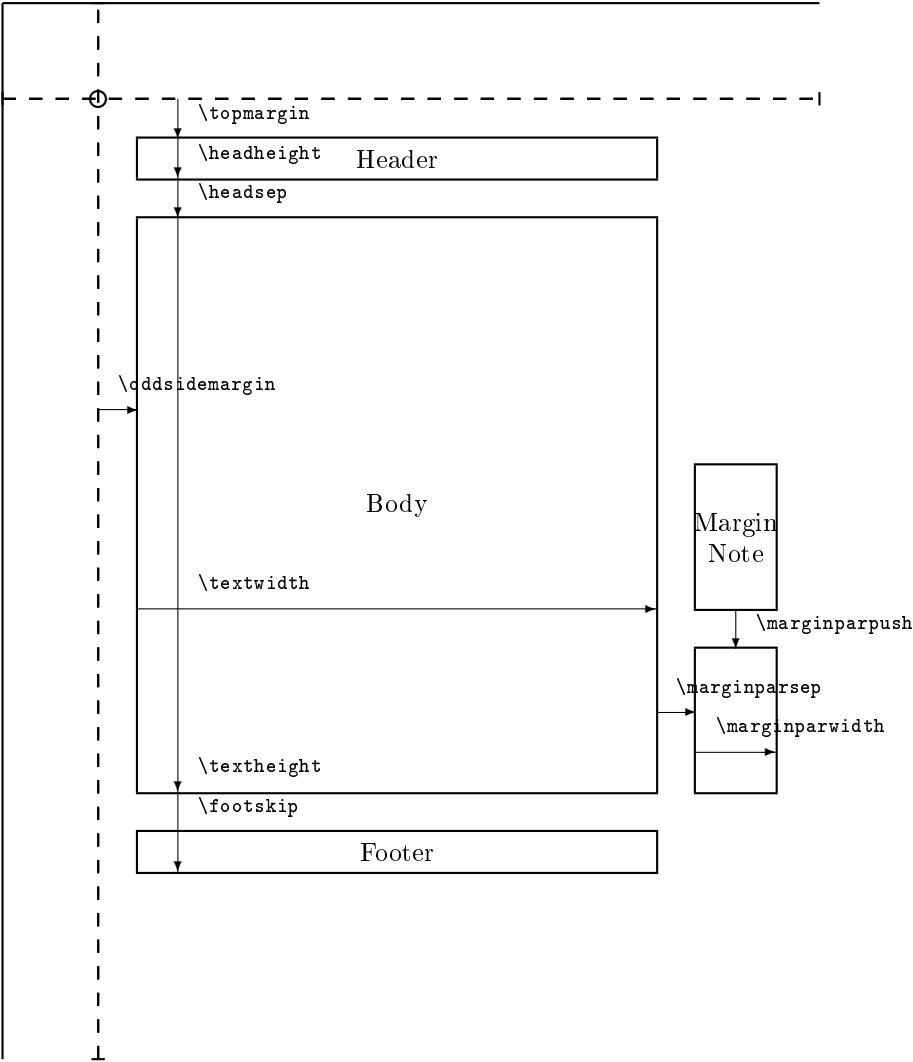 \topmargin
\headheight
Header
\headsep
\oddsidemargin
Body
Margin
Note
\textwidth
\marginparpush
\marginparsep
\marginparwidth
\textheight
\footskip
Footer